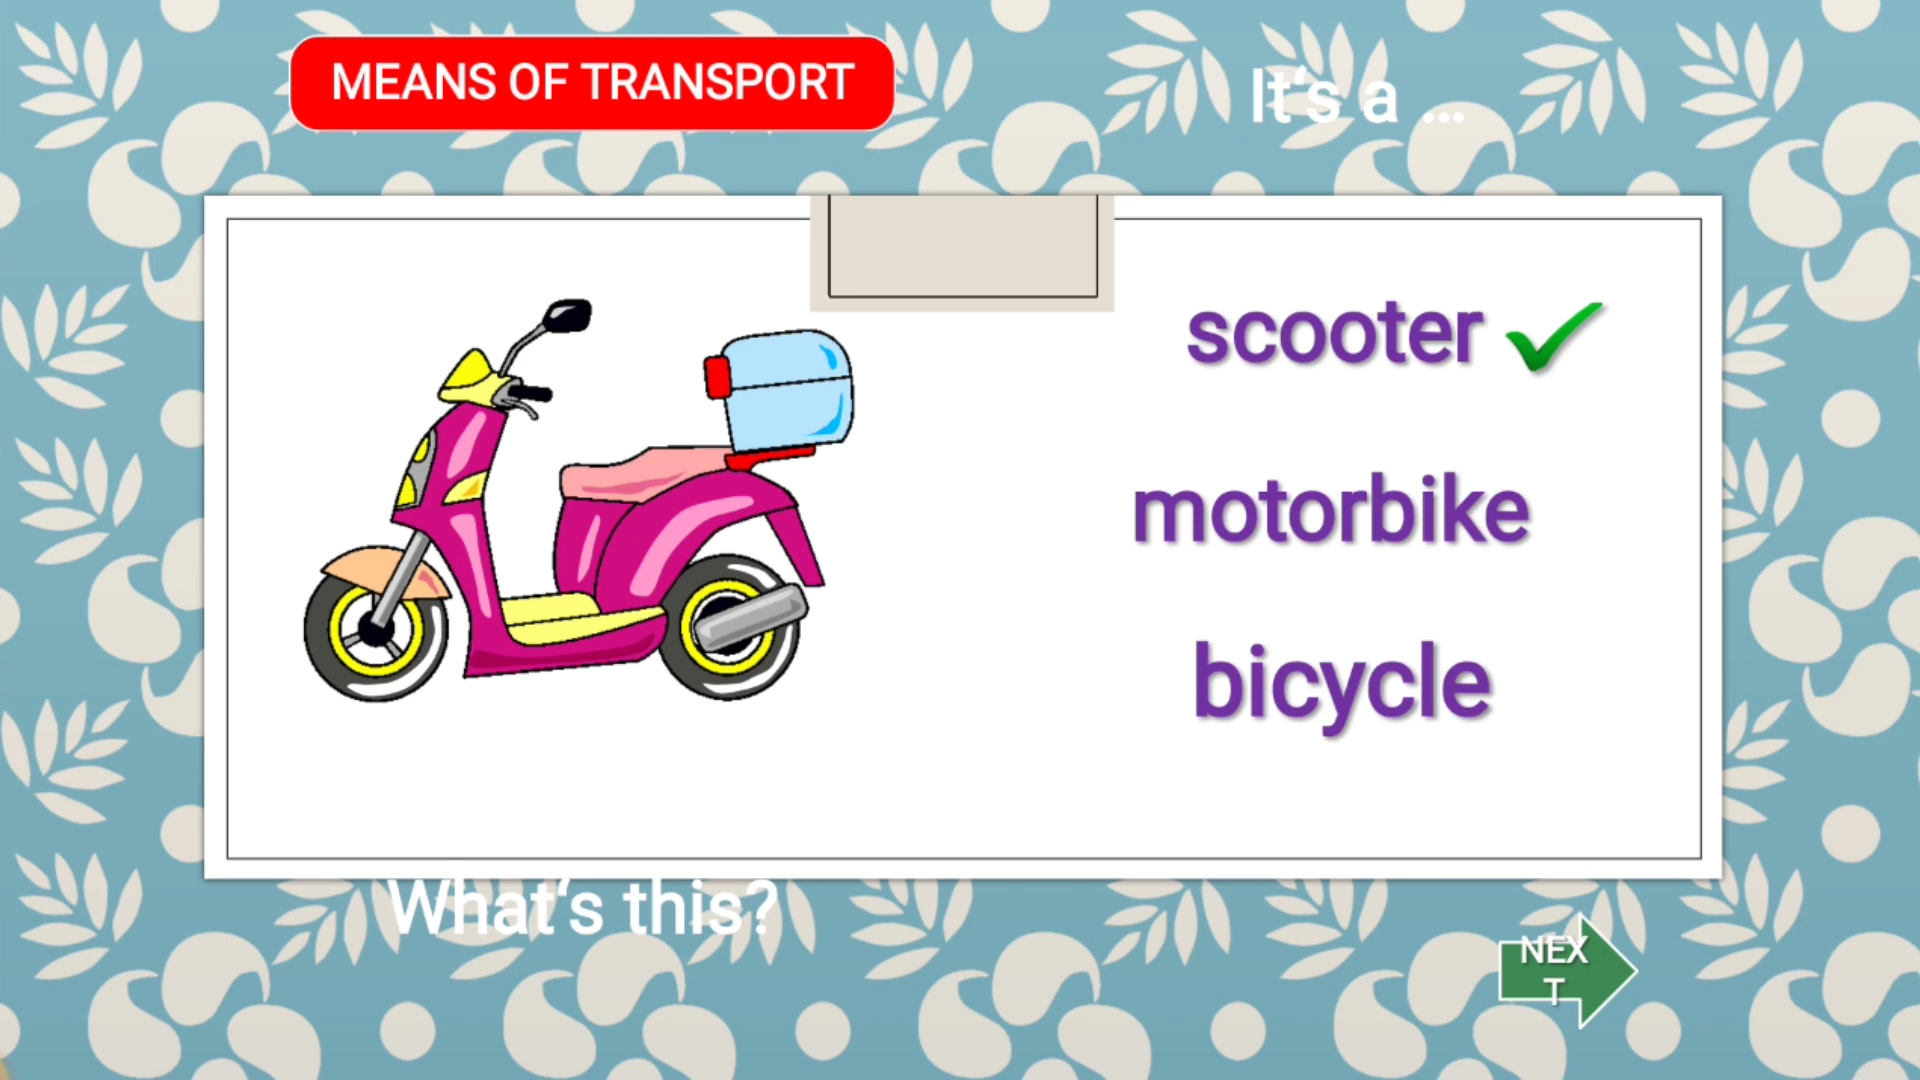 MEANS OF TRANSPORT
It‘s a ...
scooter
motorbike
bicycle
What‘s this?
NEX
T